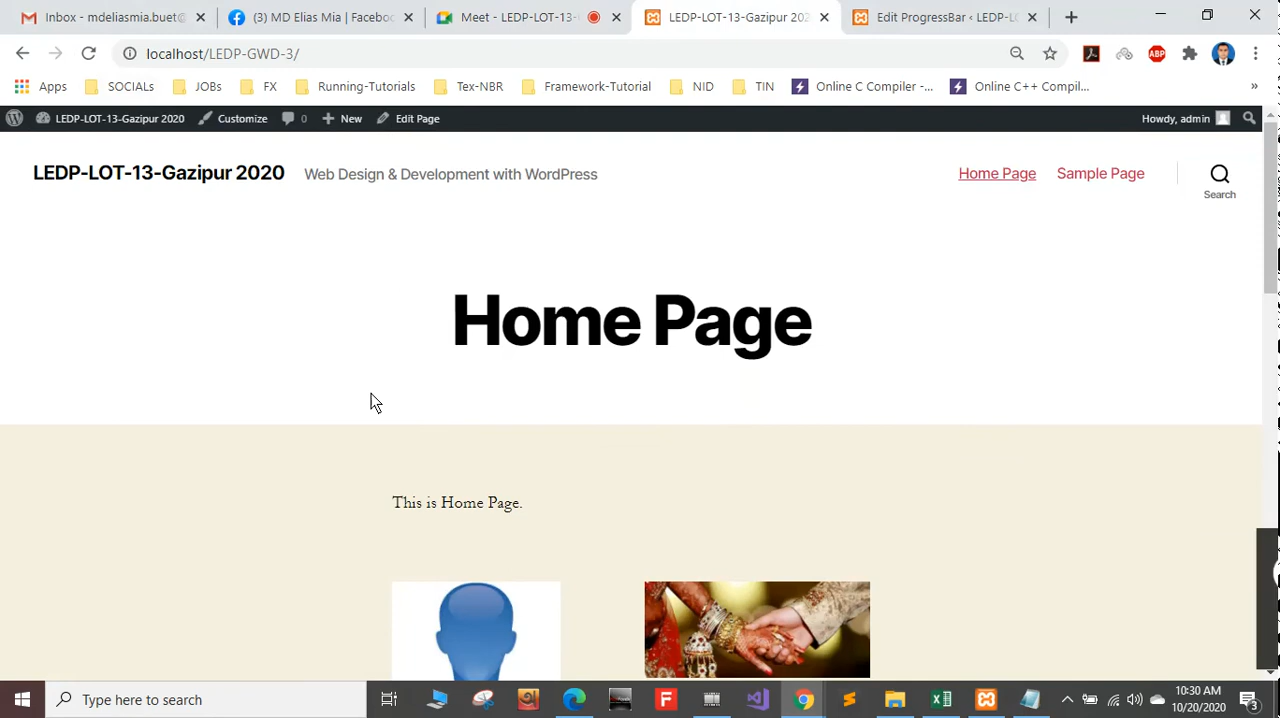 Inbox - mdeliasmia.buet@
(3) MD Elias Mia | Faceboo
Meet - LEDP-LOT-13-
LEDP-LOT-13-Gazipur 202
Edit ProgressBar ‹ LEDP-LO
localhost/LEDP-GWD-3/
ABP
Apps
SOCIALs
JOBs
FX
Running-Tutorials
Tex-NBR
Framework-Tutorial
NID
TIN
Online C Compiler -...
Online C++ Compil...
»
LEDP-LOT-13-Gazipur 2020
Customize
0
New
Edit Page
Howdy, admin
LEDP-LOT-13-Gazipur 2020
Web Design & Development with WordPress
Home Page
Sample Page
Search
Home Page
This is Home Page.
Type here to search
10:30 AM
10/20/2020
3